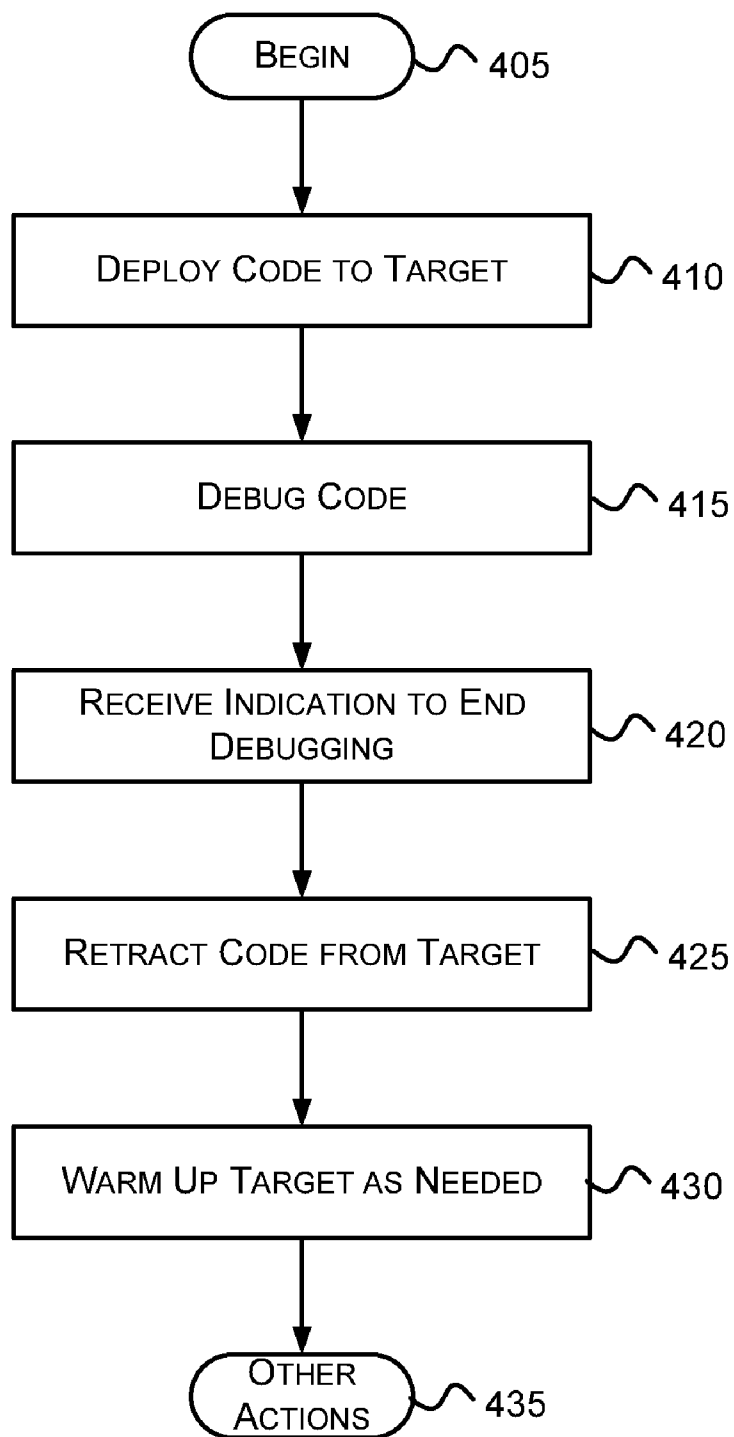 BEGIN
405
DEPLOY CODE TO TARGET
410
DEBUG CODE
415
RECEIVE INDICATION TO END
DEBUGGING
420
RETRACT CODE FROM TARGET
425
WARM UP TARGET AS NEEDED
430
OTHER
ACTIONS
435